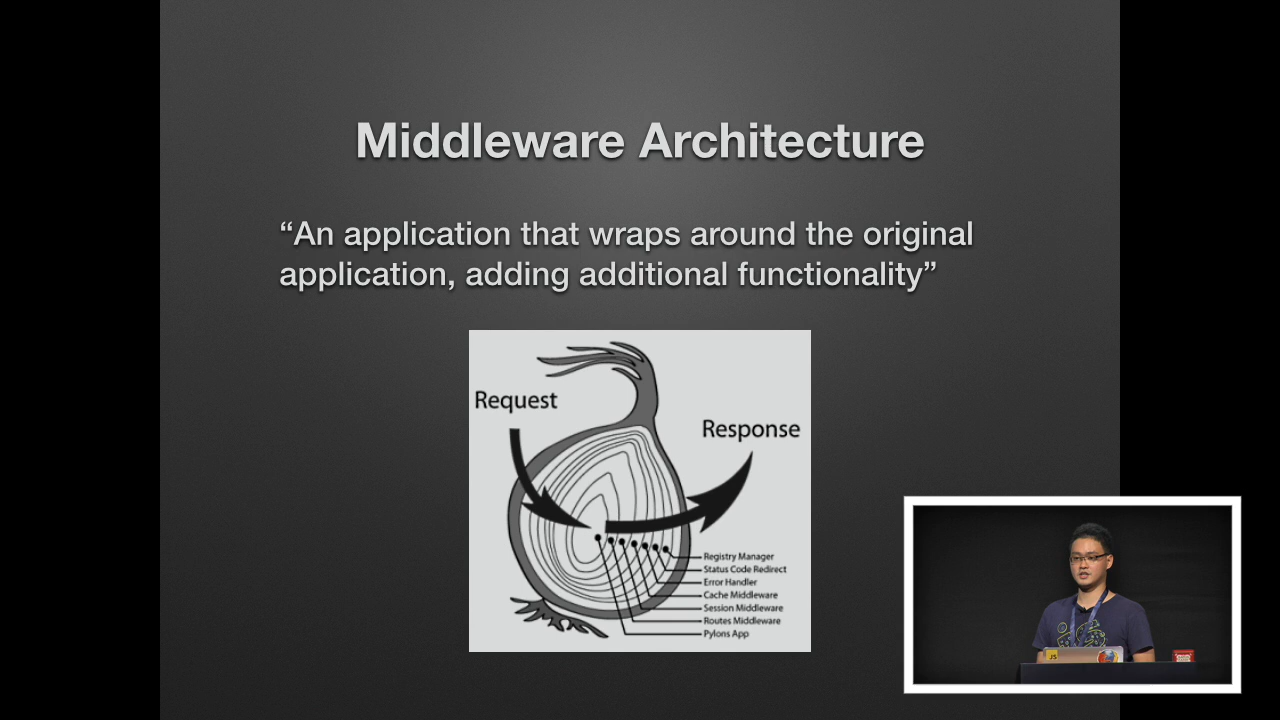 Middleware Architecture
“An application that wraps around the original
application, adding additional functionality”
Request
Response
Registry Manager
Status Code Redirect
Error Handler
Cache Middleware
Session Middleware
Routes Middleware
Pylons App
JS